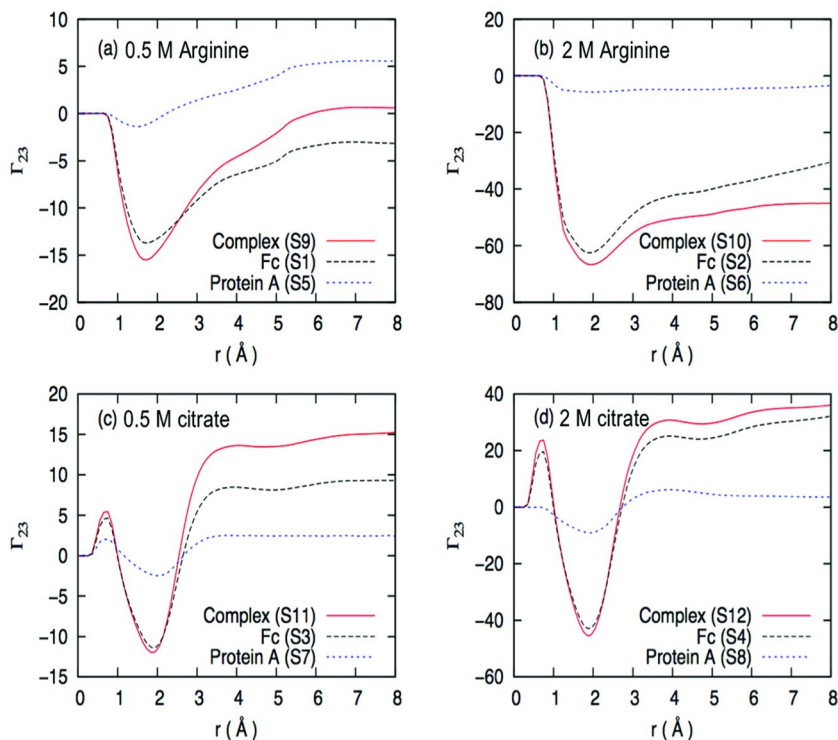 (a) 0.5 M Arginine
10
5
0
−5
−10
−15
−20
Γ23
Complex (S9)
Fc (S1)
Protein A (S5)
0 1 2 3 4 5 6 7 8
r ( Å )
(b) 2 M Arginine
20
0
−20
−40
−60
−80
Γ23
Complex (S10)
Fc (S2)
Protein A (S6)
0 1 2 3 4 5 6 7 8
r ( Å )
(c) 0.5 M citrate
20
15
10
5
0
−5
−10
−15
Γ23
Complex (S11)
Fc (S3)
Protein A (S7)
0 1 2 3 4 5 6 7 8
r ( Å )
(d) 2 M citrate
40
20
0
−20
−40
−60
Γ23
Complex (S12)
Fc (S4)
Protein A (S8)
0 1 2 3 4 5 6 7 8
r ( Å )